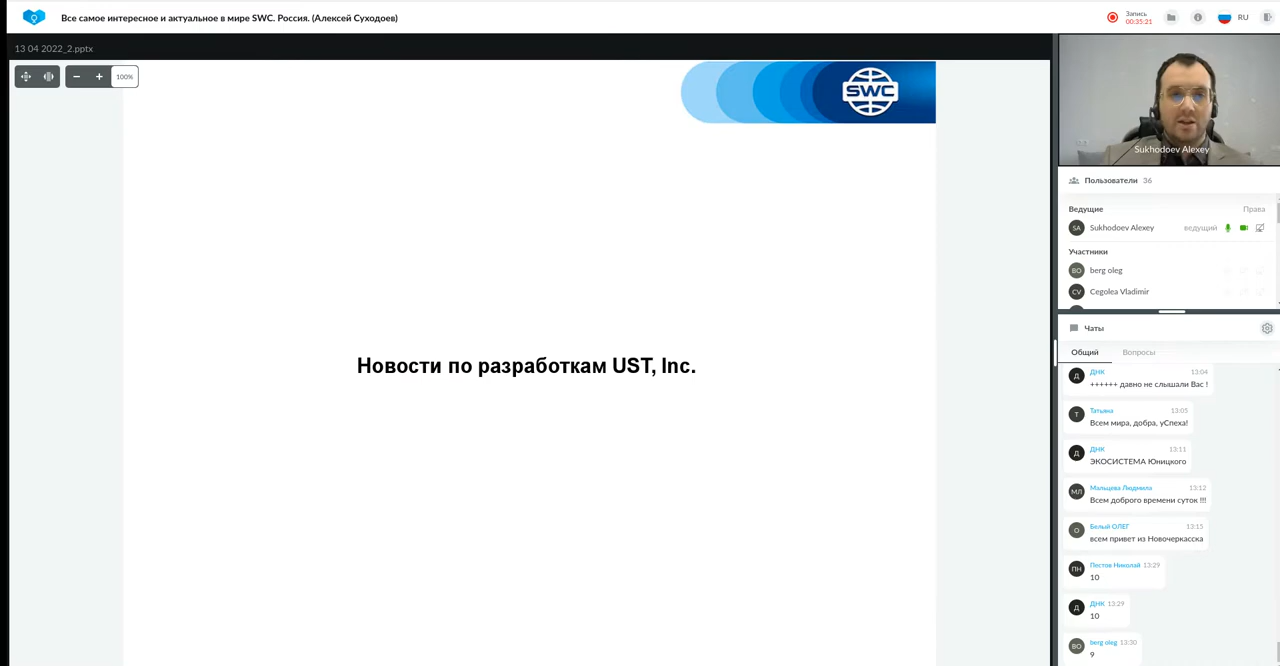 Все самое интересное и актуальное в мире SWC. Россия. (Алексей Суходоев)
Запись
00:35:21
RU
13 04 2022_2.pptx
100%
SWC
Новости по разработкам UST, Inc.
Sukhodoev Alexey
Пользователи 36
Ведущие Права
SA Sukhodoev Alexey ведущий
Участники
BO berg oleg
CV Cegolea Vladimir
Чаты
Общий Вопросы
Д ДНК 13:04
++++++ давно не слышали Вас !
Т Татьяна 13:05
Всем мира, добра, уСпеха!
Д ДНК 13:11
ЭКОСИСТЕМА Юницкого
МЛ Мальцева Людмила 13:12
Всем доброго времени суток !!!
О Белый ОЛЕГ 13:15
всем привет из Новочеркасска
ПН Пестов Николай 13:29
10
Д ДНК 13:29
10
BO berg oleg 13:30
9